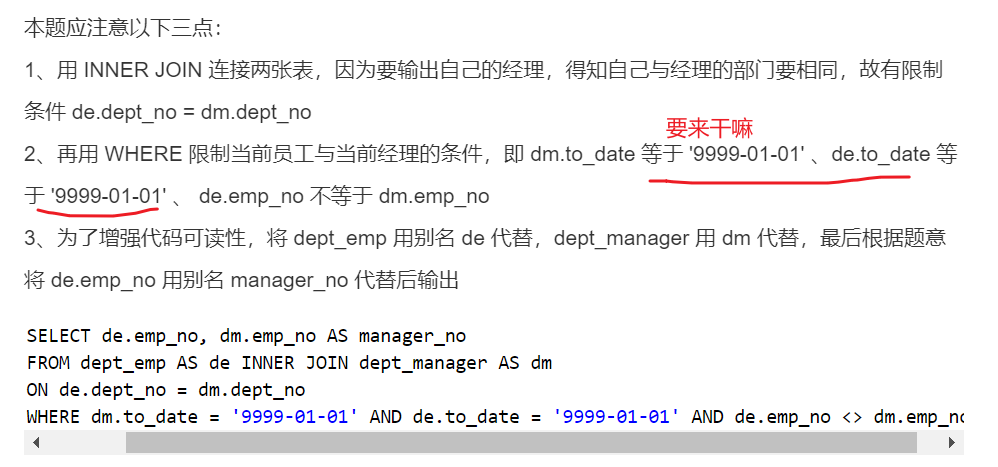 本题应注意以下三点：
1、用 INNER JOIN 连接两张表，因为要输出自己的经理，得知自己与经理的部门要相同，故有限制
条件 de.dept_no = dm.dept_no
要来干嘛
2、再用 WHERE 限制当前员工与当前经理的条件，即 dm.to_date 等于 '9999-01-01' 、de.to_date 等
于 '9999-01-01' 、 de.emp_no 不等于 dm.emp_no
3、为了增强代码可读性，将 dept_emp 用别名 de 代替，dept_manager 用 dm 代替，最后根据题意
将 de.emp_no 用别名 manager_no 代替后输出
SELECT de.emp_no, dm.emp_no AS manager_no
FROM dept_emp AS de INNER JOIN dept_manager AS dm
ON de.dept_no = dm.dept_no
WHERE dm.to_date = '9999-01-01' AND de.to_date = '9999-01-01' AND de.emp_no <> dm.emp_no